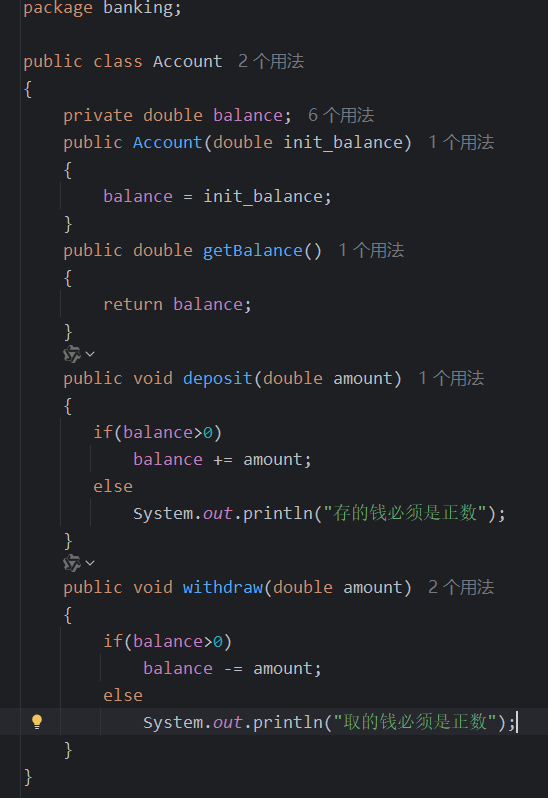 package banking;
public class Account 2 个用法
{
private double balance; 6 个用法
public Account(double init_balance) 1 个用法
{
balance = init_balance;
}
public double getBalance() 1 个用法
{
return balance;
}
public void deposit(double amount) 1 个用法
{
if(balance>0)
balance += amount;
else
System.out.println("存的钱必须是正数");
}
public void withdraw(double amount) 2 个用法
{
if(balance>0)
balance -= amount;
else
System.out.println("取的钱必须是正数");
}
}